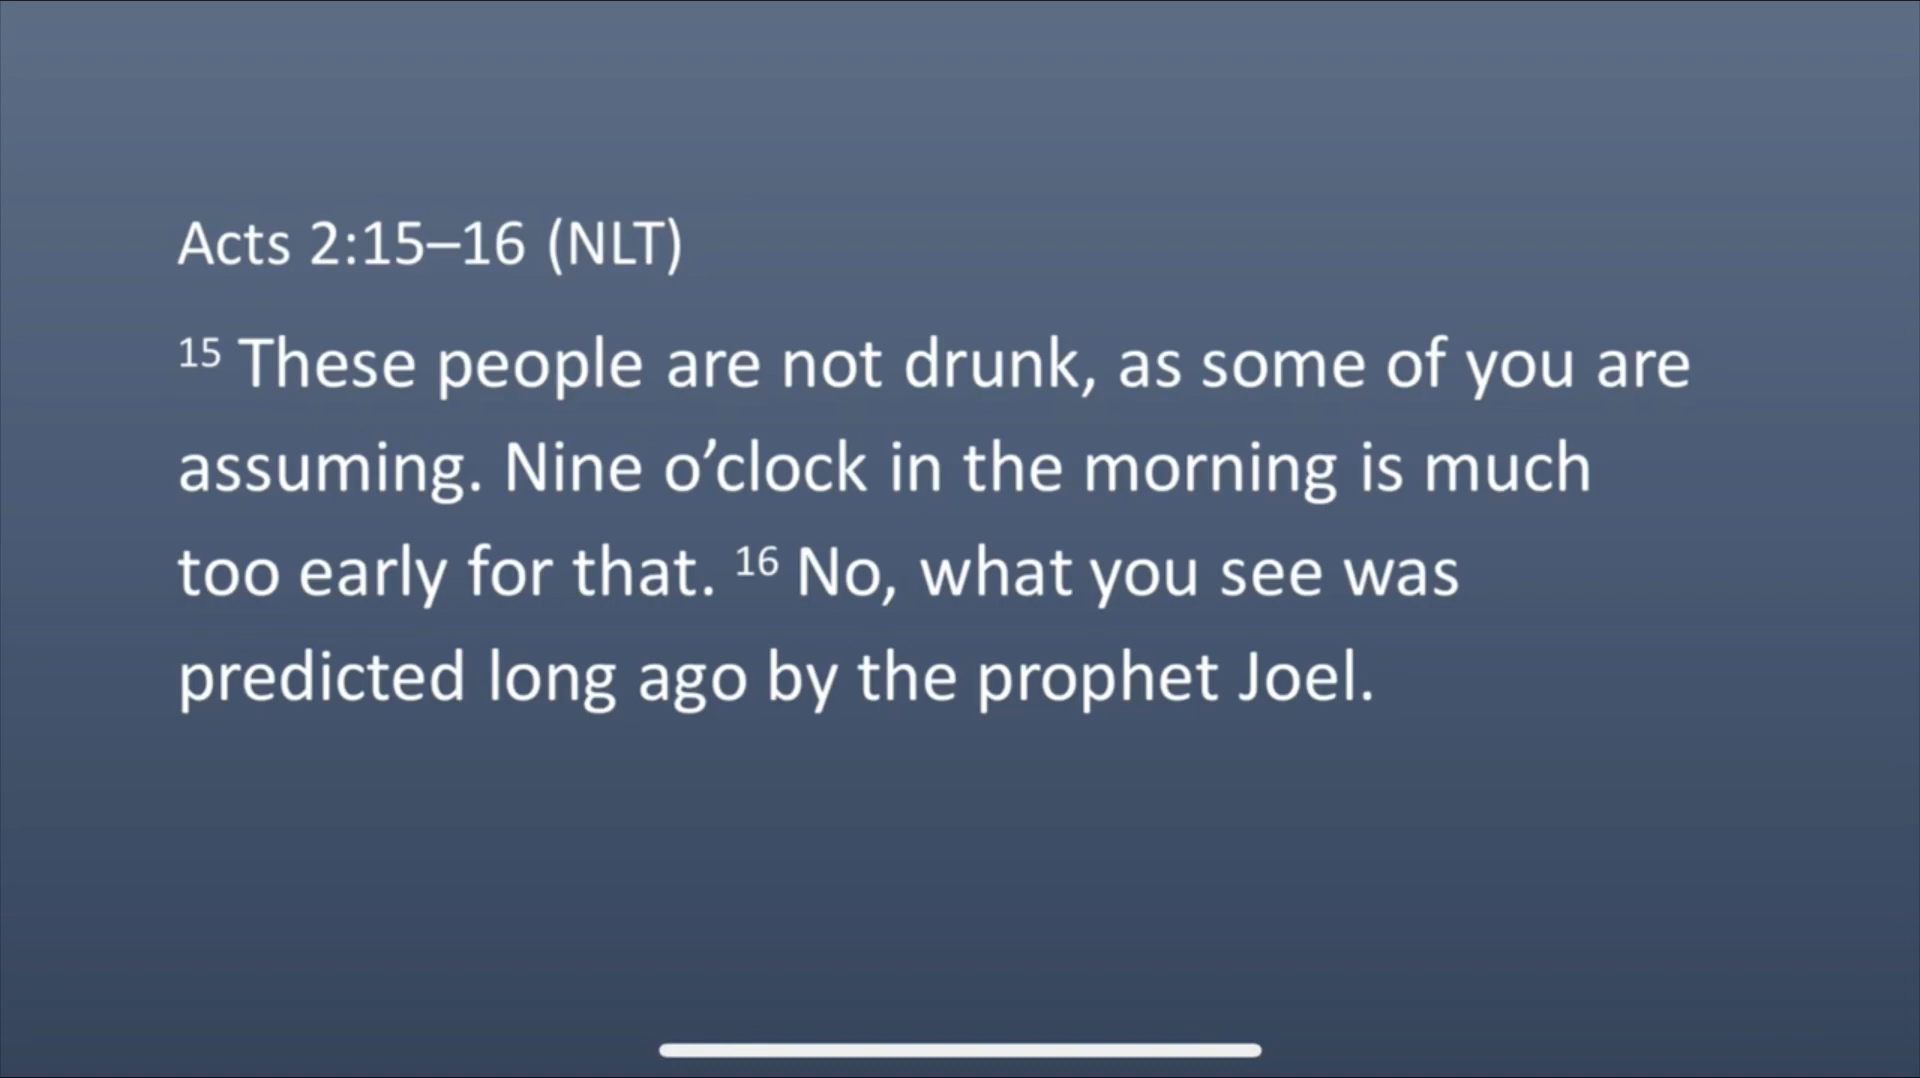 Acts 2:15–16 (NLT)
15 These people are not drunk, as some of you are
assuming. Nine o’clock in the morning is much
too early for that. 16 No, what you see was
predicted long ago by the prophet Joel.